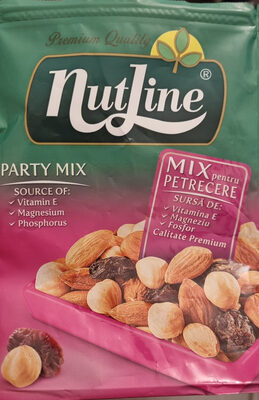 Premium Quality
NutLine®
PARTY MIX
SOURCE OF:
✓ Vitamin E
✓ Magnesium
✓ Phosphorus
MIX pentru
PETRECERE
SURSĂ DE:
✓ Vitamina E
✓ Magneziu
✓ Fosfor
Calitate Premium